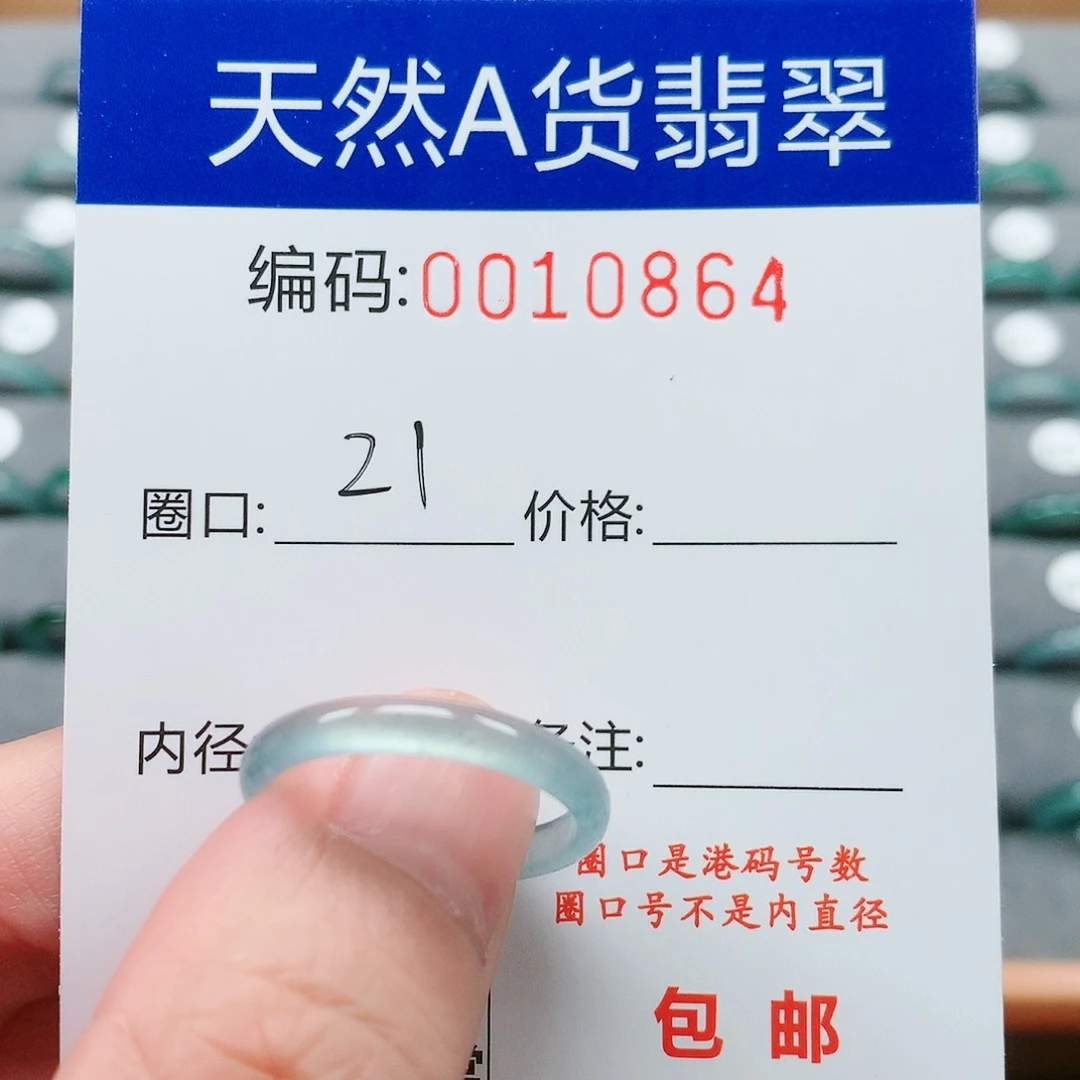 天然A货翡翠
编码:0010864
圈口: 21 价格:
内径 备注:
圈口是港码号数
圈口号不是内直径
包邮